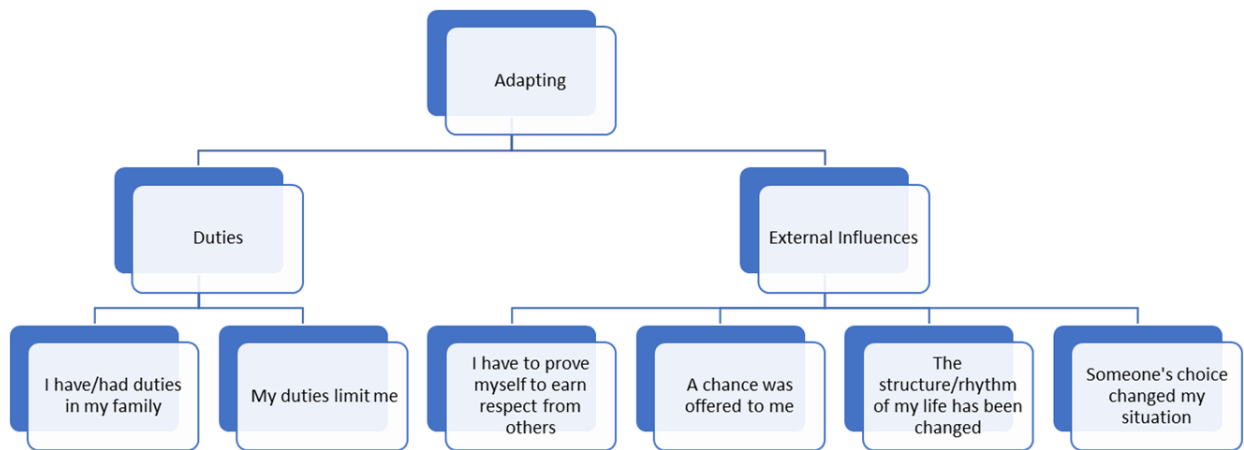 Adapting
Duties
External Influences
I have/had duties
in my family
My duties limit me
I have to prove
myself to earn
respect from
others
A chance was
offered to me
The
structure/rhythm
of my life has been
changed
Someone's choice
changed my
situation